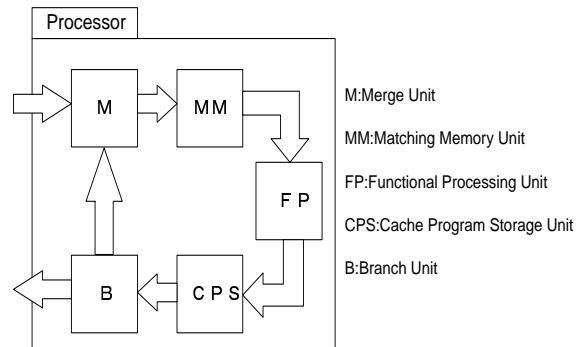 Processor
M
MM
FP
CPS
B
M:Merge Unit
MM:Matching Memory Unit
FP:Functional Processing Unit
CPS:Cache Program Storage Unit
B:Branch Unit